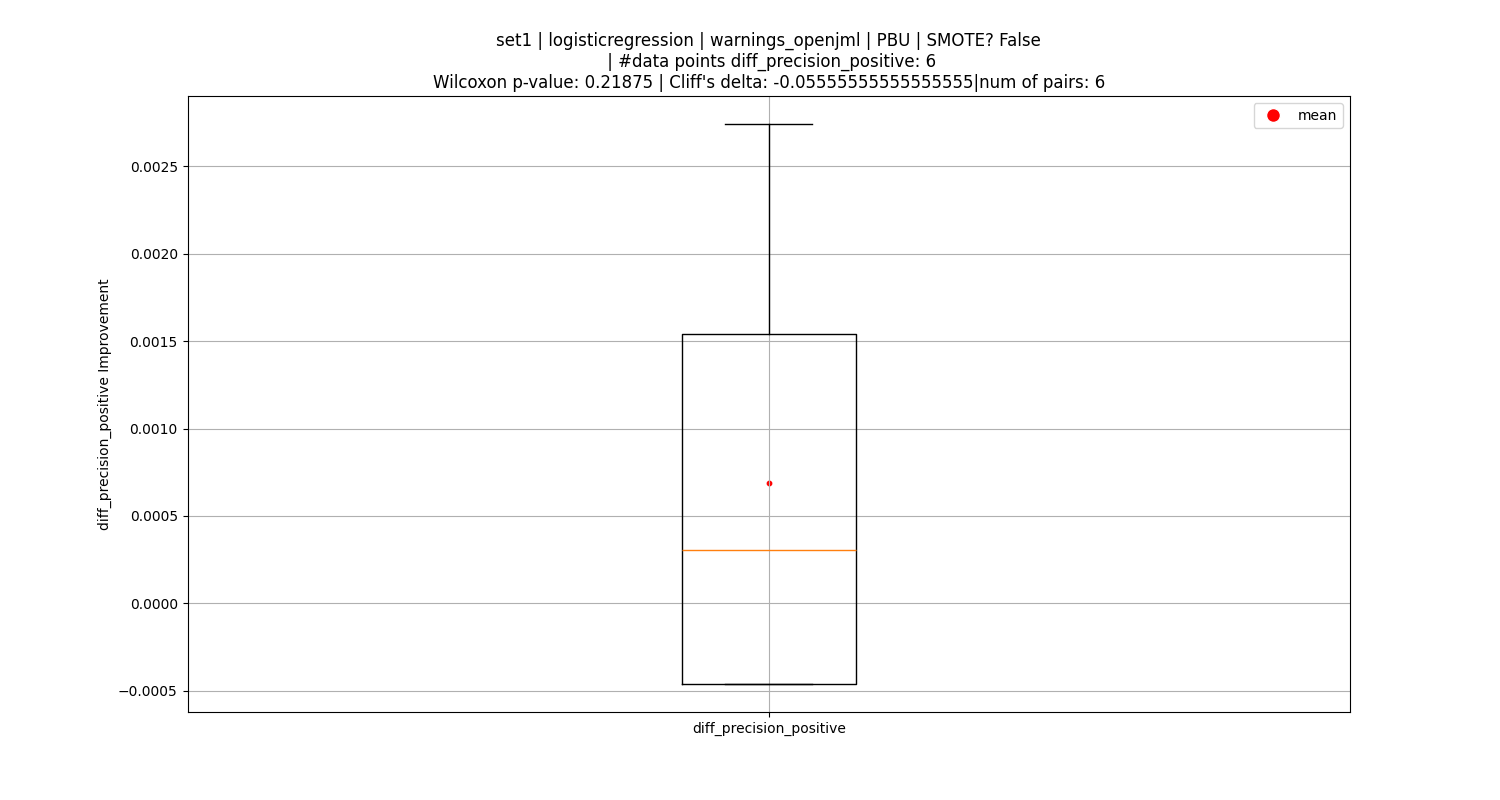 set1 | logisticregression | warnings_openjml | PBU | SMOTE? False
| #data points diff_precision_positive: 6
Wilcoxon p-value: 0.21875 | Cliff's delta: -0.05555555555555555|num of pairs: 6
mean
0.0025
0.0020
0.0015
0.0010
0.0005
0.0000
−0.0005
diff_precision_positive Improvement
diff_precision_positive